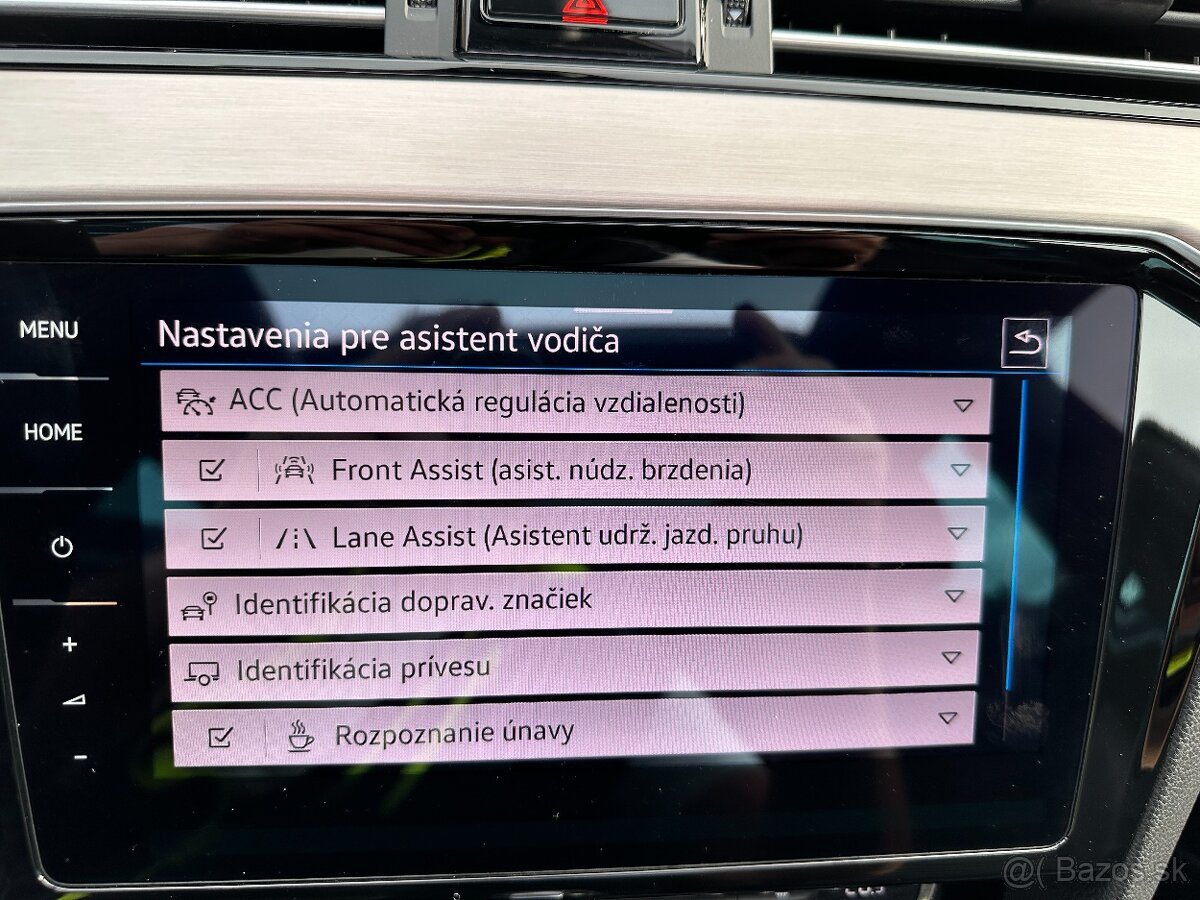 MENU
Nastavenia pre asistent vodiča
ACC (Automatická regulácia vzdialenosti)
HOME
Front Assist (asist. núdz. brzdenia)
Lane Assist (Asistent udrž. jazd. pruhu)
Identifikácia doprav. značiek
+
Identifikácia prívesu
Rozpoznanie únavy
-
@( Bazos.sk